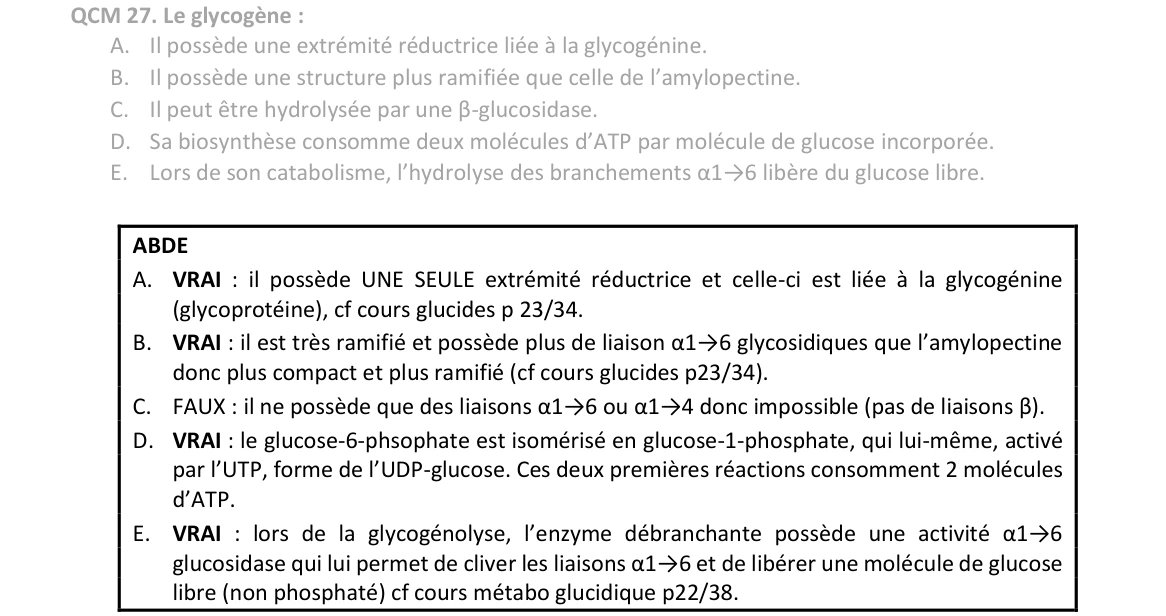 QCM 27. Le glycogène :
A. Il possède une extrémité réductrice liée à la glycogénine.
B. Il possède une structure plus ramifiée que celle de l'amylopectine.
C. Il peut être hydrolysée par une β-glucosidase.
D. Sa biosynthèse consomme deux molécules d'ATP par molécule de glucose incorporée.
E. Lors de son catabolisme, l'hydrolyse des branchements α1→6 libère du glucose libre.
ABDE
A. VRAI : il possède UNE SEULE extrémité réductrice et celle-ci est liée à la glycogénine
(glycoprotéine), cf cours glucides p 23/34.
B. VRAI : il est très ramifié et possède plus de liaison α1→6 glycosidiques que l'amylopectine
donc plus compact et plus ramifié (cf cours glucides p23/34).
C. FAUX : il ne possède que des liaisons α1→6 ou α1→4 donc impossible (pas de liaisons β).
D. VRAI : le glucose-6-phsophate est isomérisé en glucose-1-phosphate, qui lui-même, activé
par l'UTP, forme de l'UDP-glucose. Ces deux premières réactions consomment 2 molécules
d'ATP.
E. VRAI : lors de la glycogénolyse, l'enzyme débranchante possède une activité α1→6
glucosidase qui lui permet de cliver les liaisons α1→6 et de libérer une molécule de glucose
libre (non phosphaté) cf cours métabo glucidique p22/38.